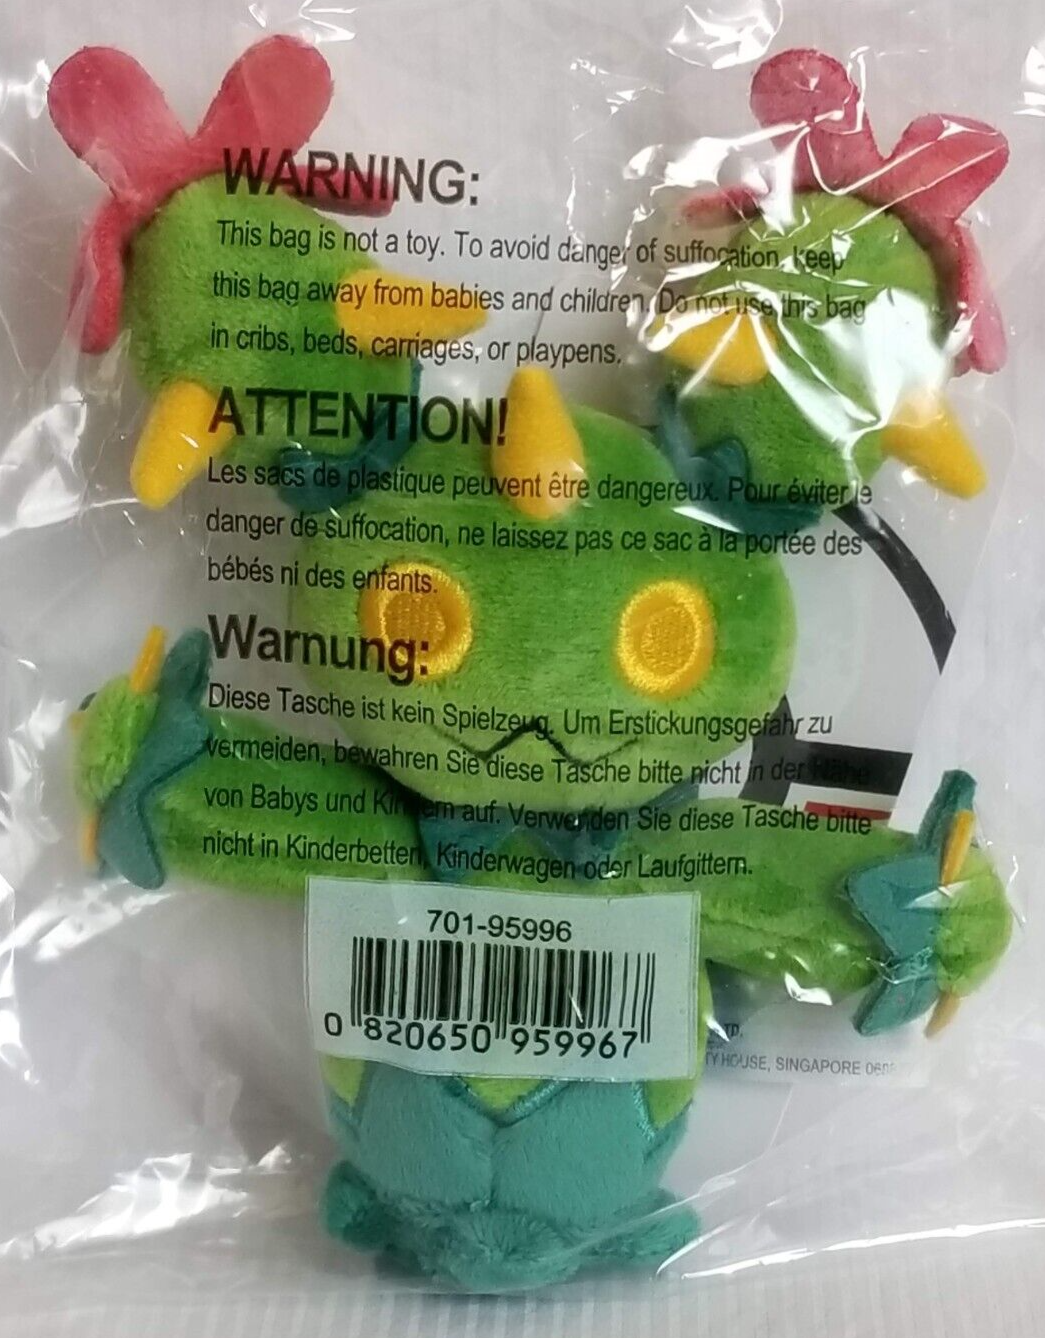 WARNING:
This bag is not a toy. To avoid danger of suffocation, keep
this bag away from babies and children. Do not use this bag
in cribs, beds, carriages, or playpens.
ATTENTION!
Les sacs de plastique peuvent être dangereux. Pour éviter le
danger de suffocation, ne laissez pas ce sac à la portée des
bébés ni des enfants.
Warnung:
Diese Tasche ist kein Spielzeug. Um Erstickungsgefahr zu
vermeiden, bewahren Sie diese Tasche bitte nicht in der Nähe
von Babys und Kindern auf. Verwenden Sie diese Tasche bitte
nicht in Kinderbetten, Kinderwagen oder Laufgittern.
701-95996
0 820650 959967
TD.
TY HOUSE, SINGAPORE